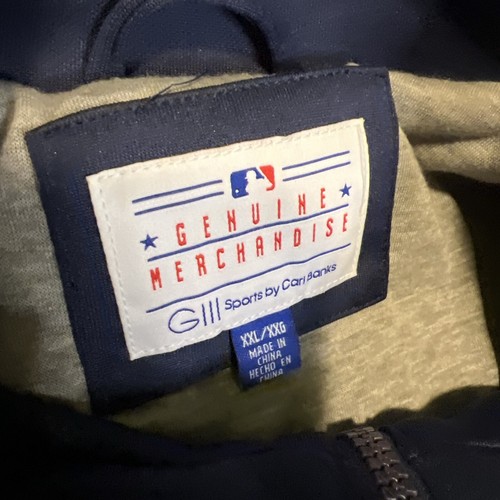 GENUINE
MERCHANDISE
GIII Sports by Carl Banks
XXL/XXG
MADE IN
CHINA
HECHO EN
CHINA